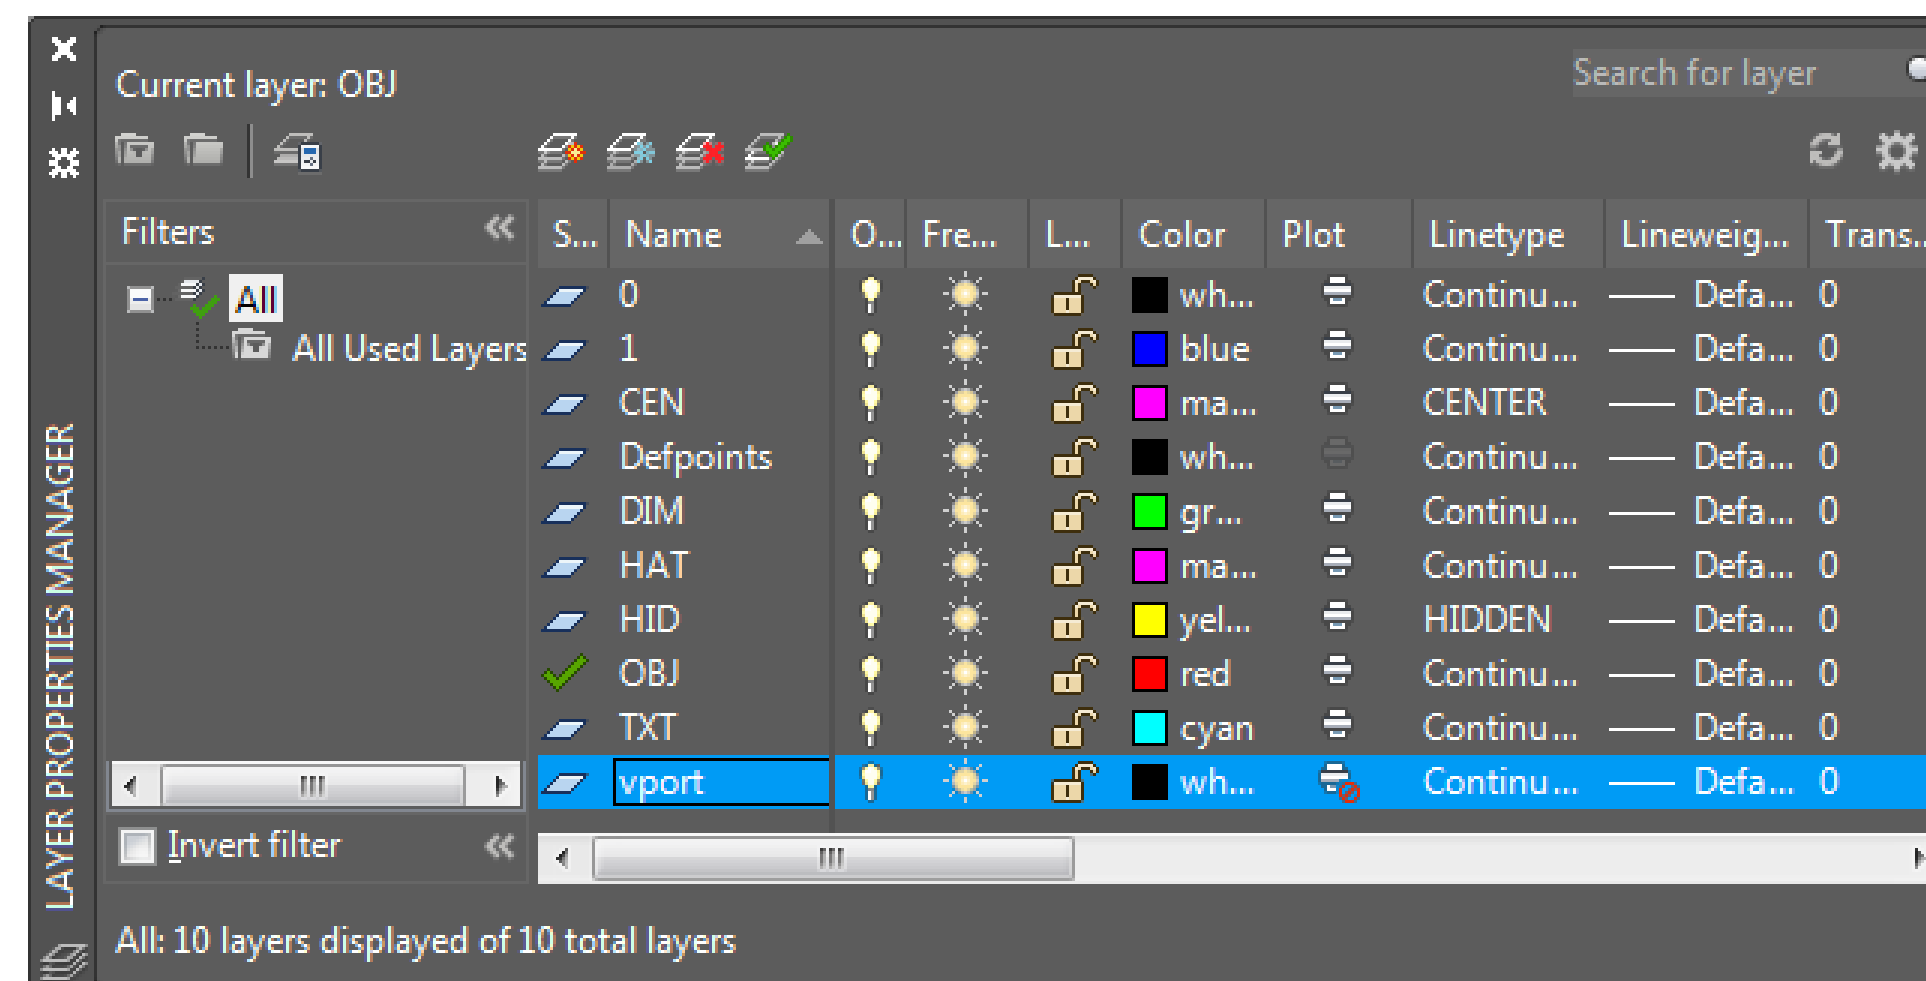 Current layer: OBJ
Search for layer
Filters
All
All Used Layers
Invert filter
S... Name O... Fre... L... Color Plot Linetype Lineweig... Trans..
0 wh... Continu... Defa... 0
1 blue Continu... Defa... 0
CEN ma... CENTER Defa... 0
Defpoints wh... Continu... Defa... 0
DIM gr... Continu... Defa... 0
HAT ma... Continu... Defa... 0
HID yel... HIDDEN Defa... 0
OBJ red Continu... Defa... 0
TXT cyan Continu... Defa... 0
vport wh... Continu... Defa... 0
All: 10 layers displayed of 10 total layers
LAYER PROPERTIES MANAGER